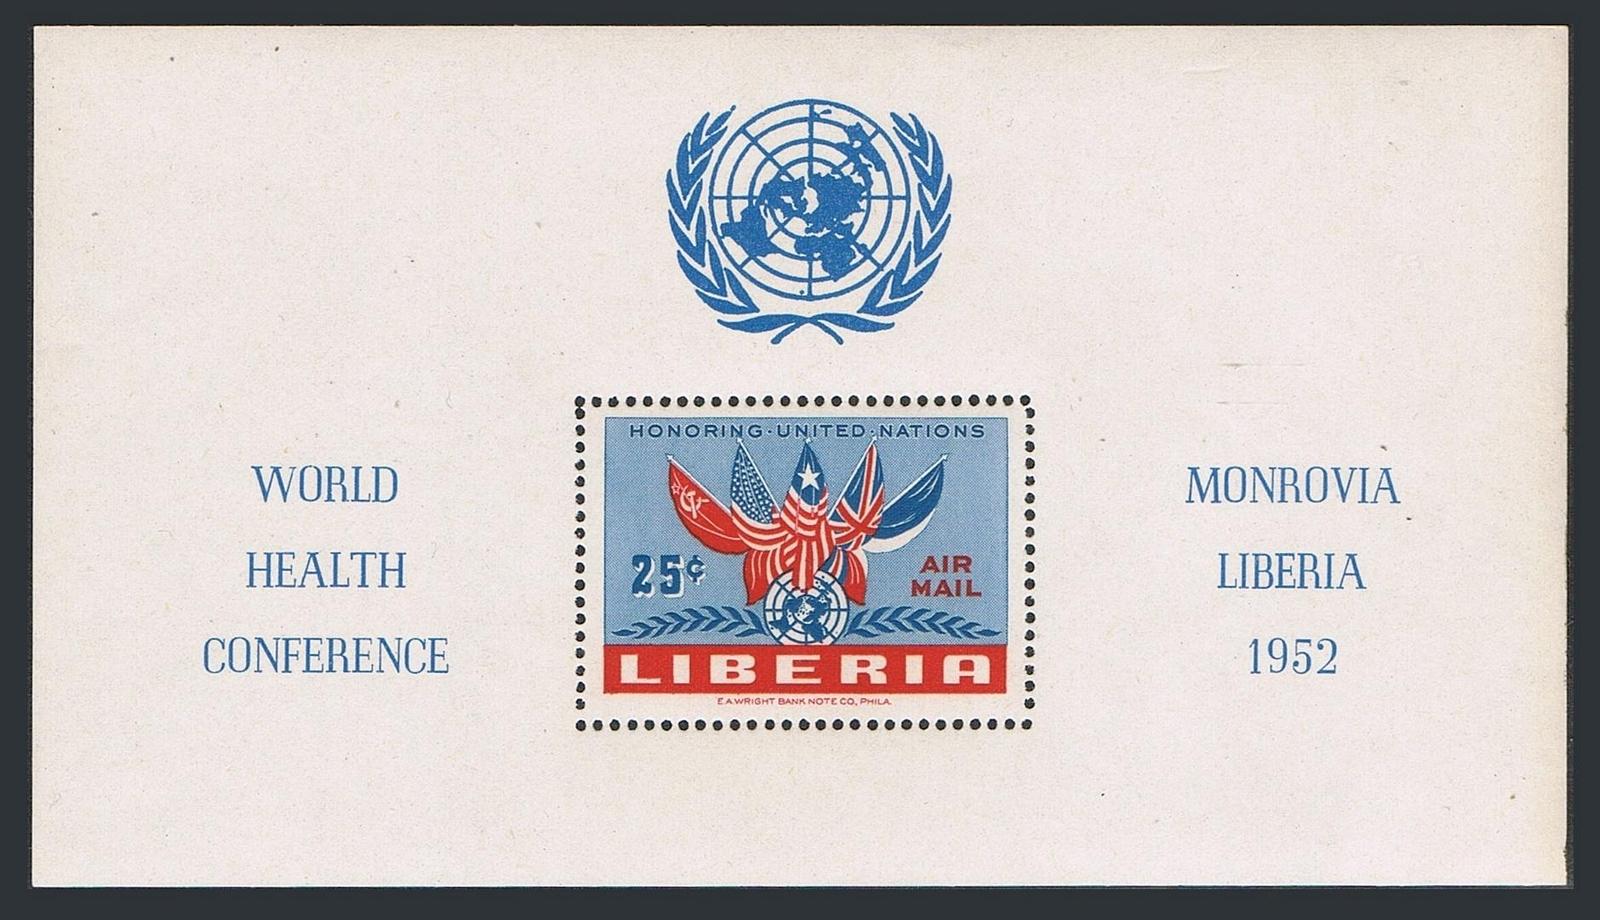 HONORING·UNITED·NATIONS
25¢
AIR
MAIL
LIBERIA
E.A.WRIGHT BANK NOTE CO., PHILA.
WORLD
HEALTH
CONFERENCE
MONROVIA
LIBERIA
1952